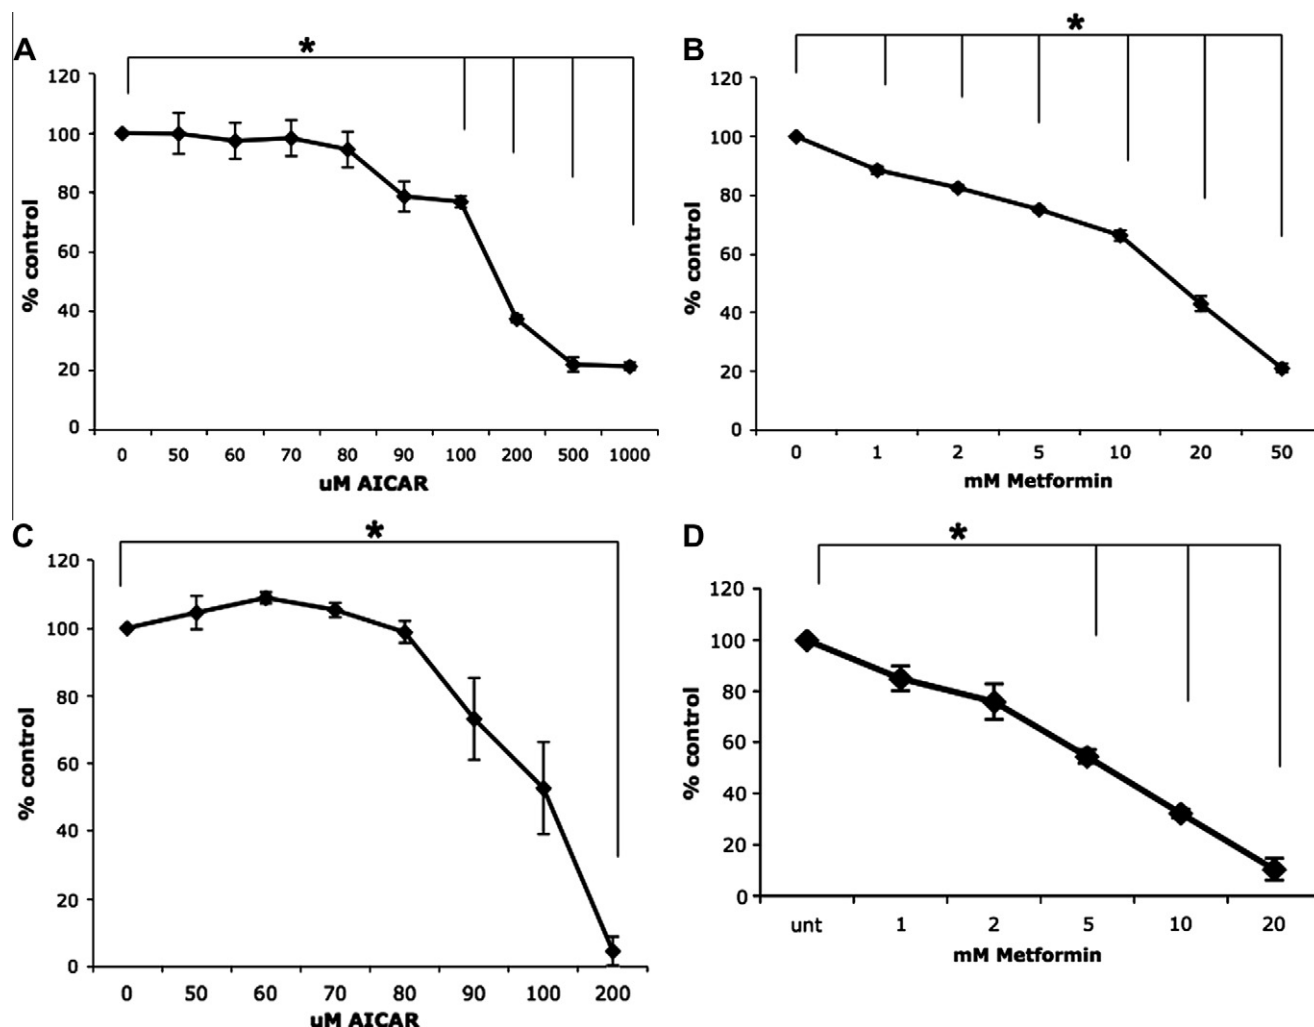 A
*
120
100
80
60
40
20
0
% control
0 50 60 70 80 90 100 200 500 1000
uM AICAR
B
*
120
100
80
60
40
20
0
% control
0 1 2 5 10 20 50
mM Metformin
C
*
120
100
80
60
40
20
0
% control
0 50 60 70 80 90 100 200
uM AICAR
D
*
120
100
80
60
40
20
0
% control
unt 1 2 5 10 20
mM Metformin